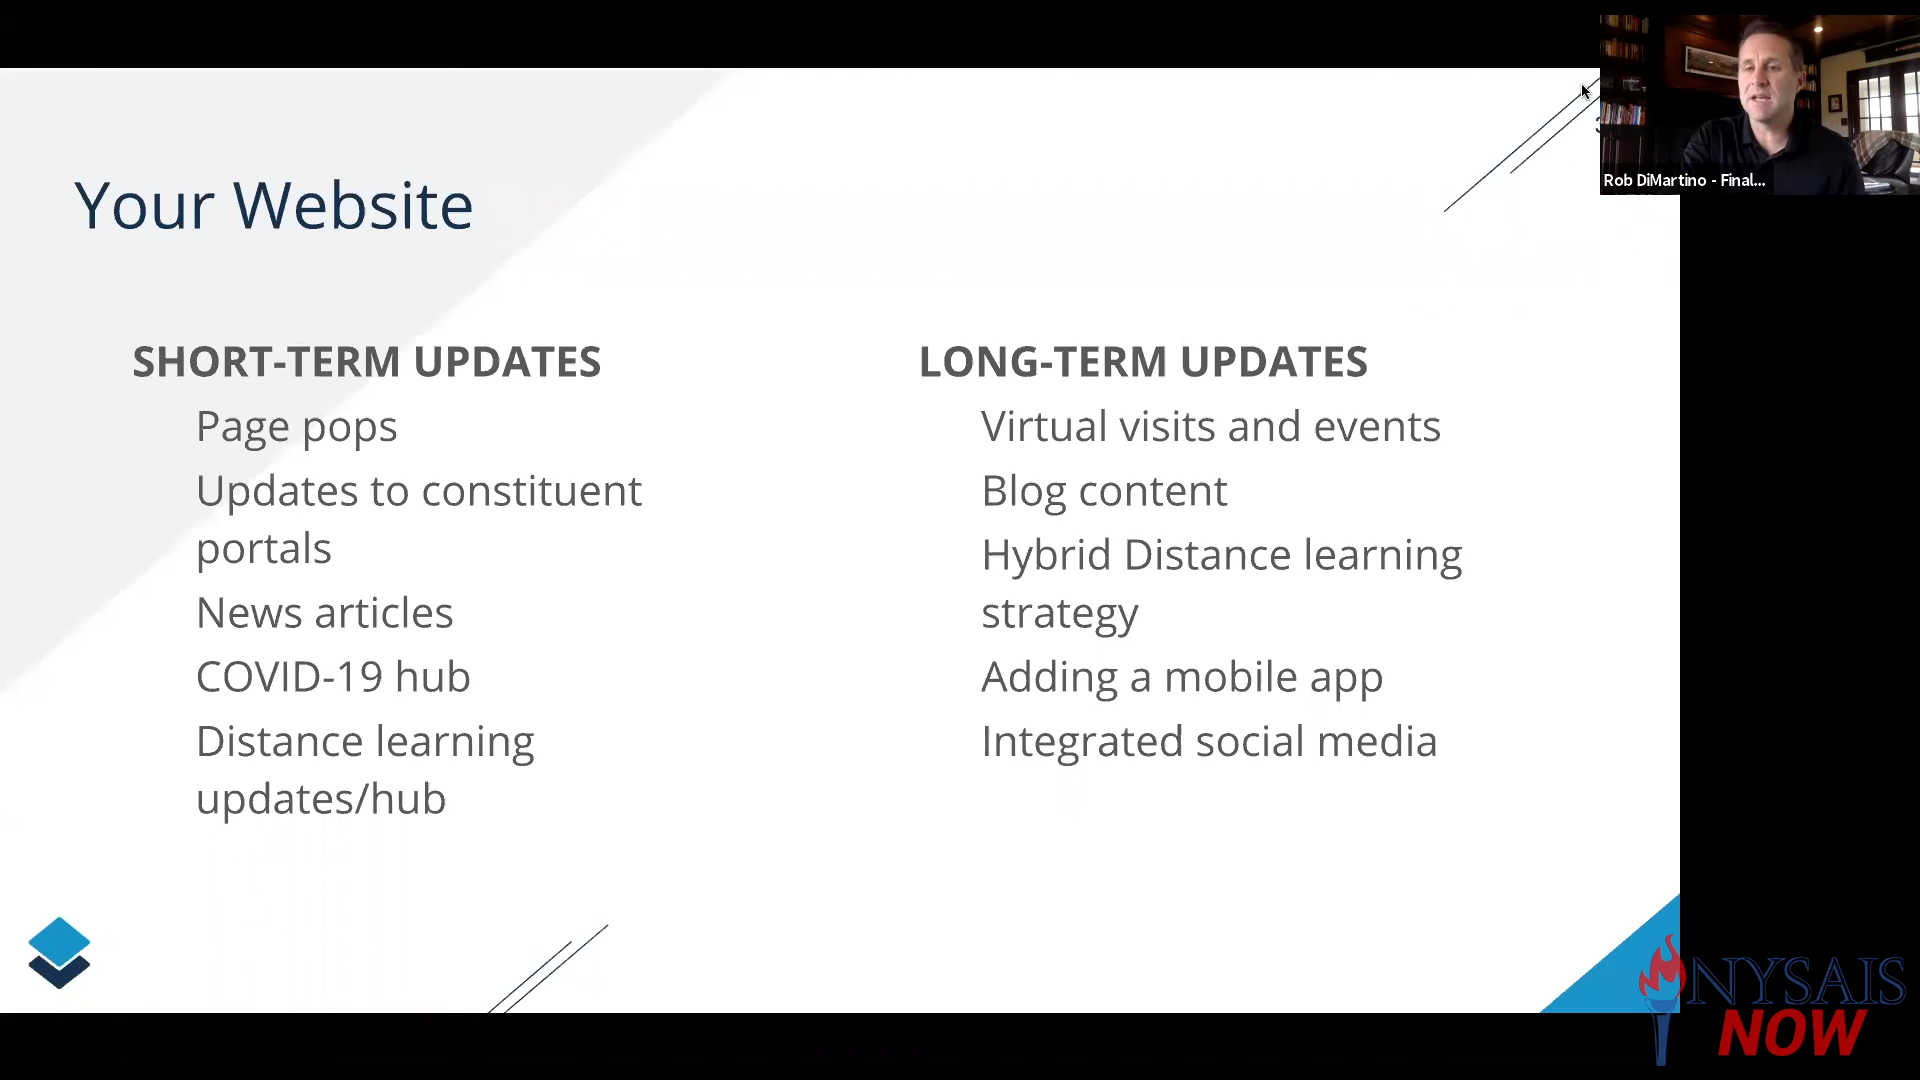 Your Website
SHORT-TERM UPDATES
Page pops
Updates to constituent
portals
News articles
COVID-19 hub
Distance learning
updates/hub
LONG-TERM UPDATES
Virtual visits and events
Blog content
Hybrid Distance learning
strategy
Adding a mobile app
Integrated social media
Rob DiMartino - Final...
NYSAIS
NOW